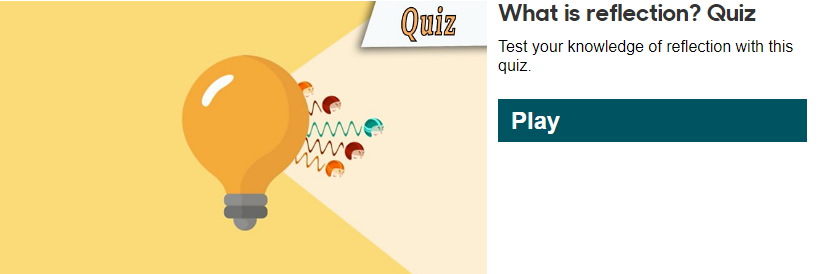 Quiz
What is reflection? Quiz
Test your knowledge of reflection with this
quiz.
Play